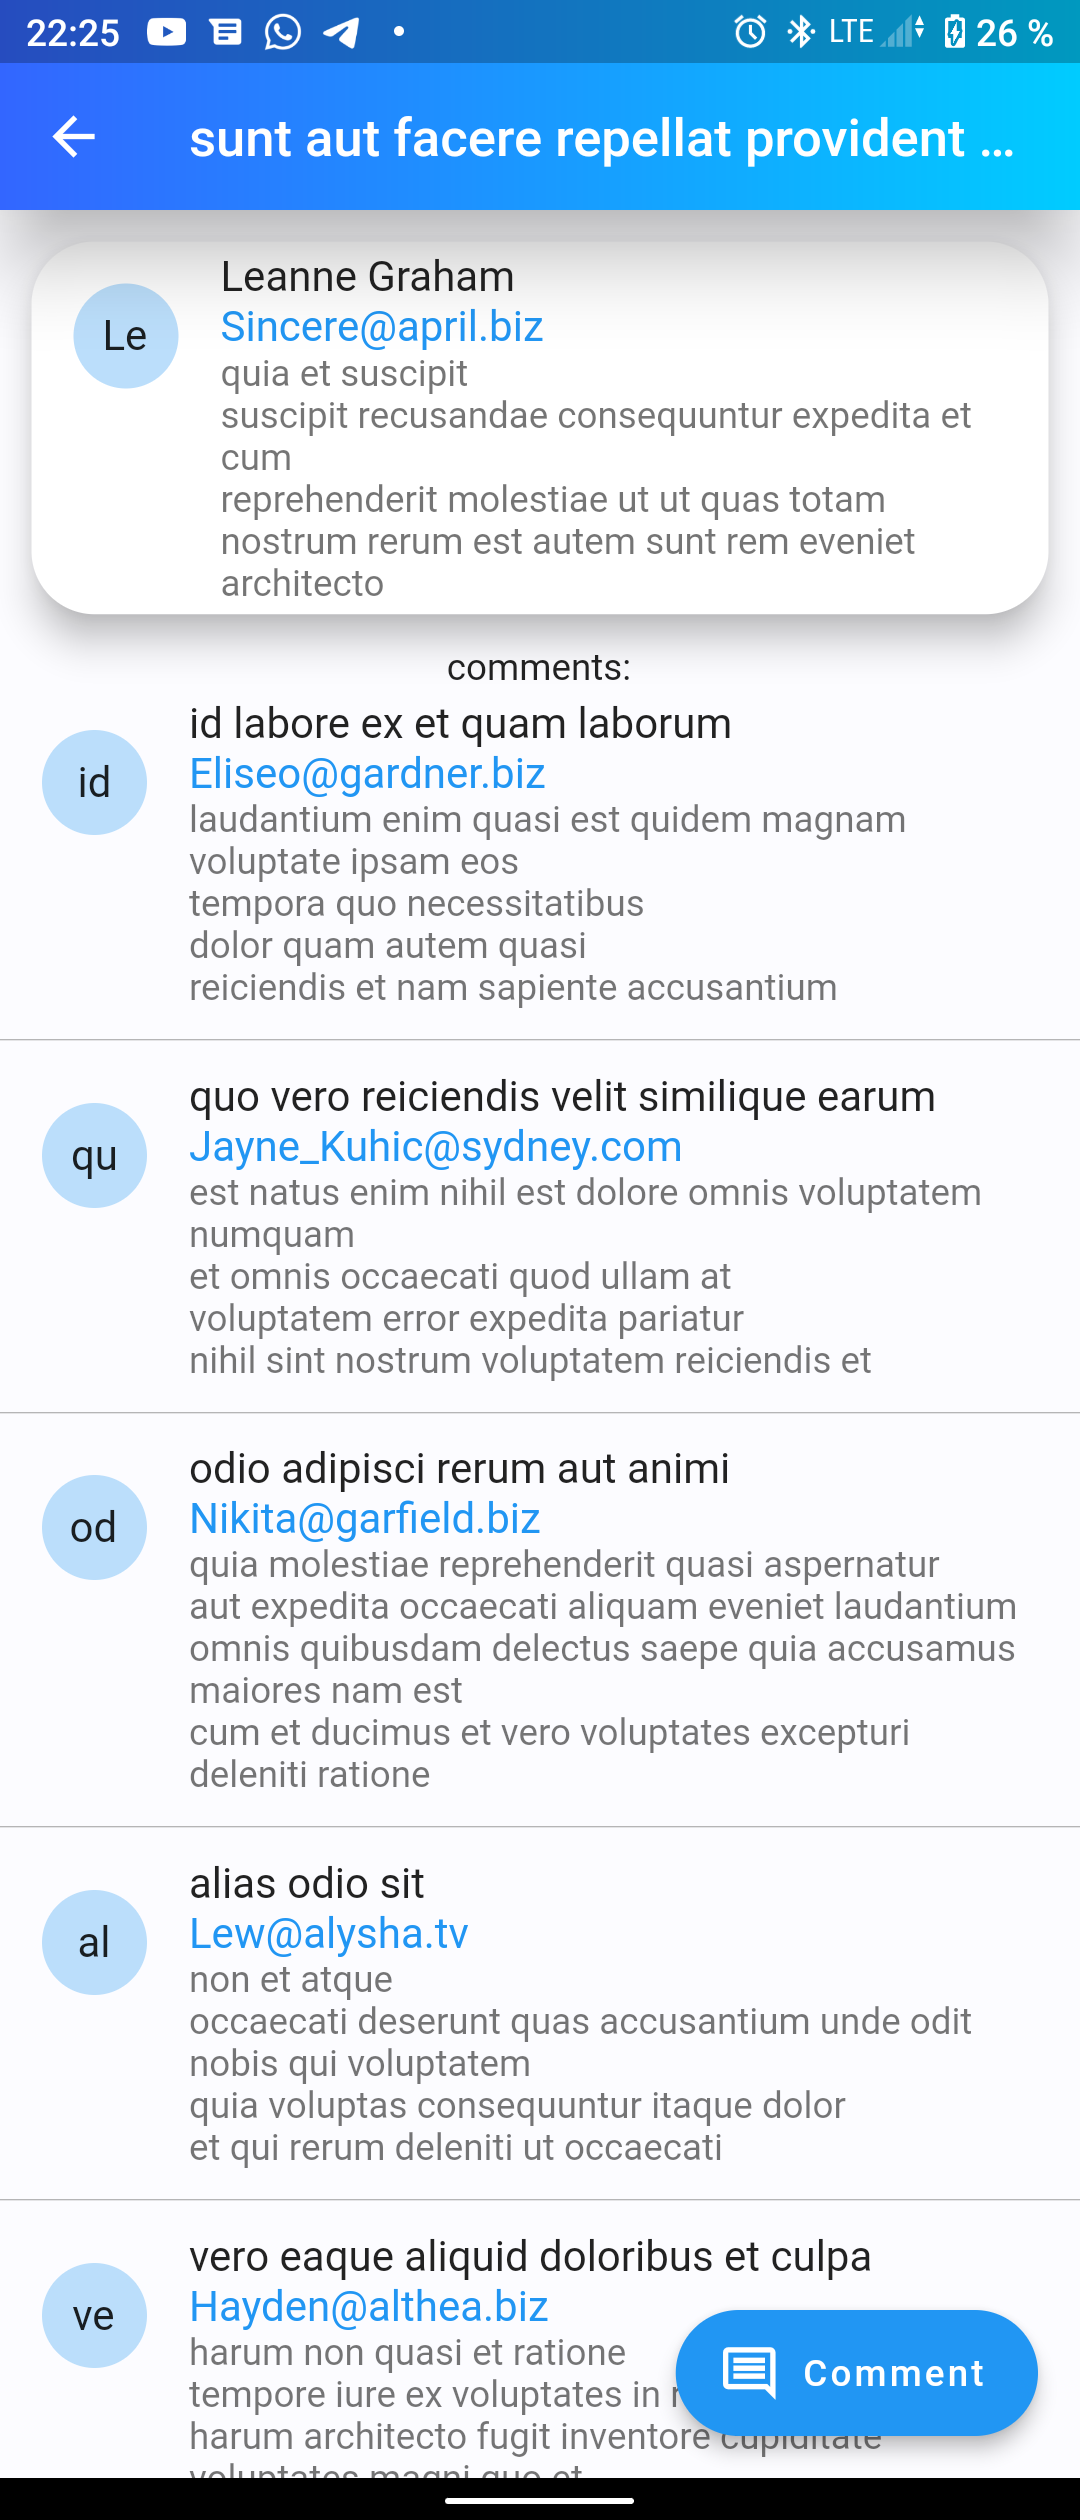 22:25
LTE
26 %
sunt aut facere repellat provident ...
Leanne Graham
Le
Sincere@april.biz
quia et suscipit
suscipit recusandae consequuntur expedita et
cum
reprehenderit molestiae ut ut quas totam
nostrum rerum est autem sunt rem eveniet
architecto
comments:
id labore ex et quam laborum
id
Eliseo@gardner.biz
laudantium enim quasi est quidem magnam
voluptate ipsam eos
tempora quo necessitatibus
dolor quam autem quasi
reiciendis et nam sapiente accusantium
quo vero reiciendis velit similique earum
qu
Jayne_Kuhic@sydney.com
est natus enim nihil est dolore omnis voluptatem
numquam
et omnis occaecati quod ullam at
voluptatem error expedita pariatur
nihil sint nostrum voluptatem reiciendis et
odio adipisci rerum aut animi
od
Nikita@garfield.biz
quia molestiae reprehenderit quasi aspernatur
aut expedita occaecati aliquam eveniet laudantium
omnis quibusdam delectus saepe quia accusamus
maiores nam est
cum et ducimus et vero voluptates excepturi
deleniti ratione
alias odio sit
al
Lew@alysha.tv
non et atque
occaecati deserunt quas accusantium unde odit
nobis qui voluptatem
quia voluptas consequuntur itaque dolor
et qui rerum deleniti ut occaecati
vero eaque aliquid doloribus et culpa
ve
Hayden@althea.biz
harum non quasi et ratione
tempore iure ex voluptates in
Comment
harum architecto fugit inventore cupiditate
voluptates magni quo et